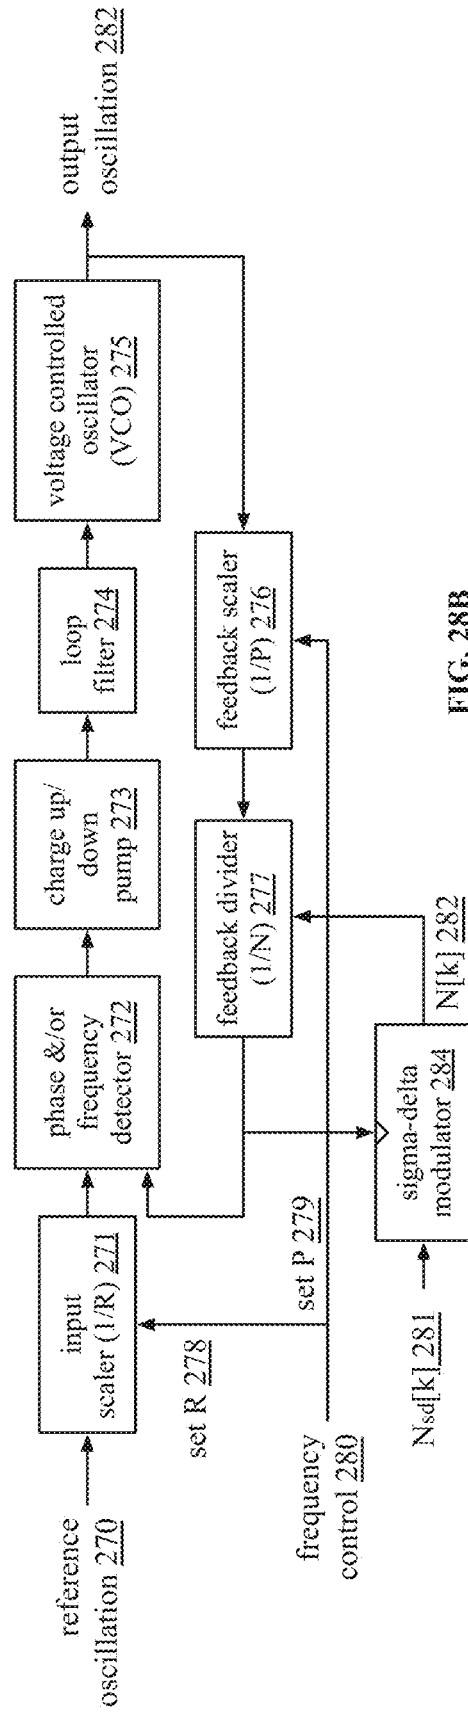 reference
oscillation 270
input
scaler (1/R) 271
phase &/or
frequency
detector 272
charge up/
down
pump 273
loop
filter 274
voltage controlled
oscillator
(VCO) 275
output
oscillation 282
set R 278
feedback divider
(1/N) 277
feedback scaler
(1/P) 276
frequency
control 280
set P 279
Nsd[k] 281
sigma-delta
modulator 284
N[k] 282
FIG. 28B